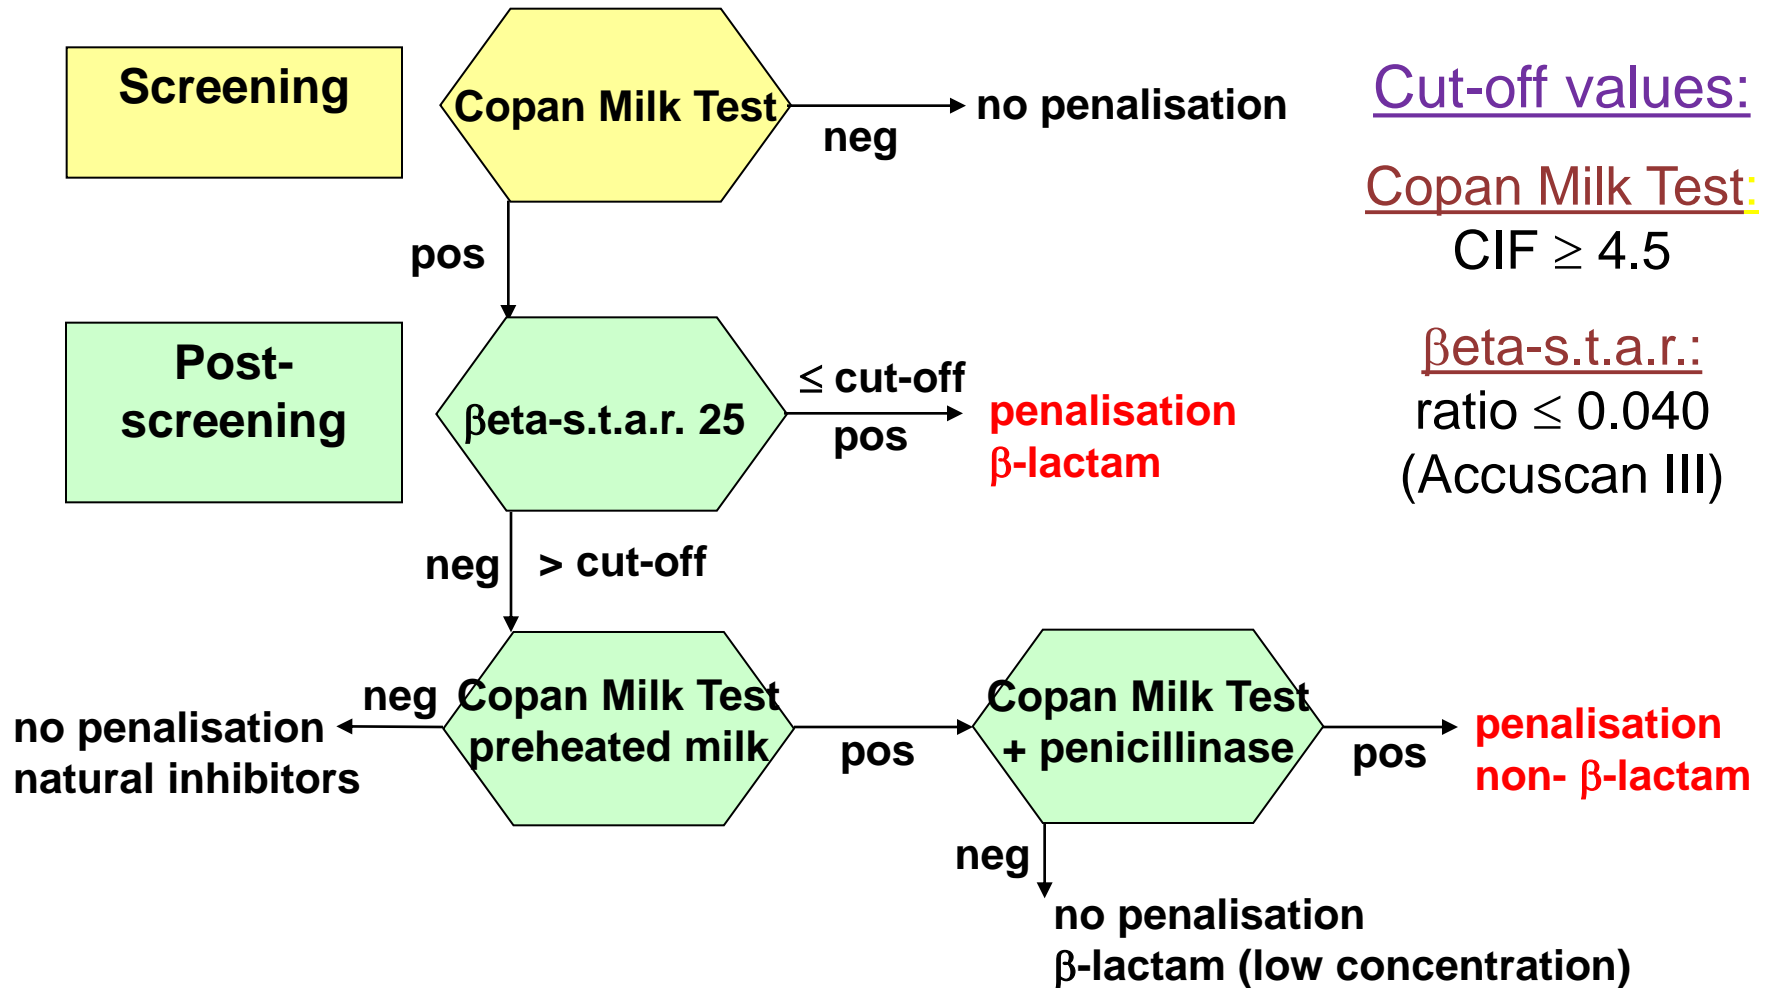 Screening
Copan Milk Test
neg
no penalisation
pos
Post-
screening
βeta-s.t.a.r. 25
≤ cut-off
pos
penalisation
β-lactam
neg
> cut-off
Copan Milk Test
preheated milk
neg
no penalisation
natural inhibitors
pos
Copan Milk Test
+ penicillinase
pos
penalisation
non- β-lactam
neg
no penalisation
β-lactam (low concentration)
Cut-off values:
Copan Milk Test:
CIF ≥ 4.5
βeta-s.t.a.r.:
ratio ≤ 0.040
(Accuscan III)